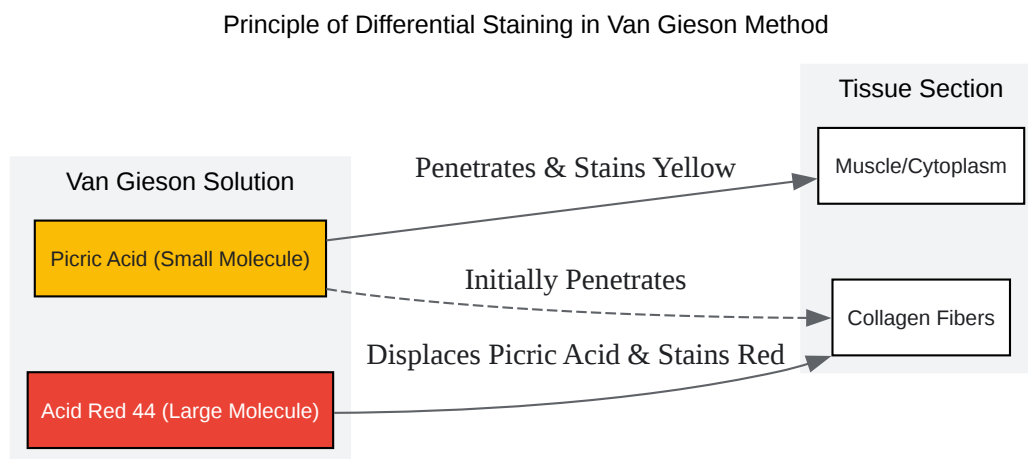 Principle of Differential Staining in Van Gieson Method
Tissue Section
Muscle/Cytoplasm
Penetrates & Stains Yellow
Van Gieson Solution
Picric Acid (Small Molecule)
Initially Penetrates
Collagen Fibers
Displaces Picric Acid & Stains Red
Acid Red 44 (Large Molecule)